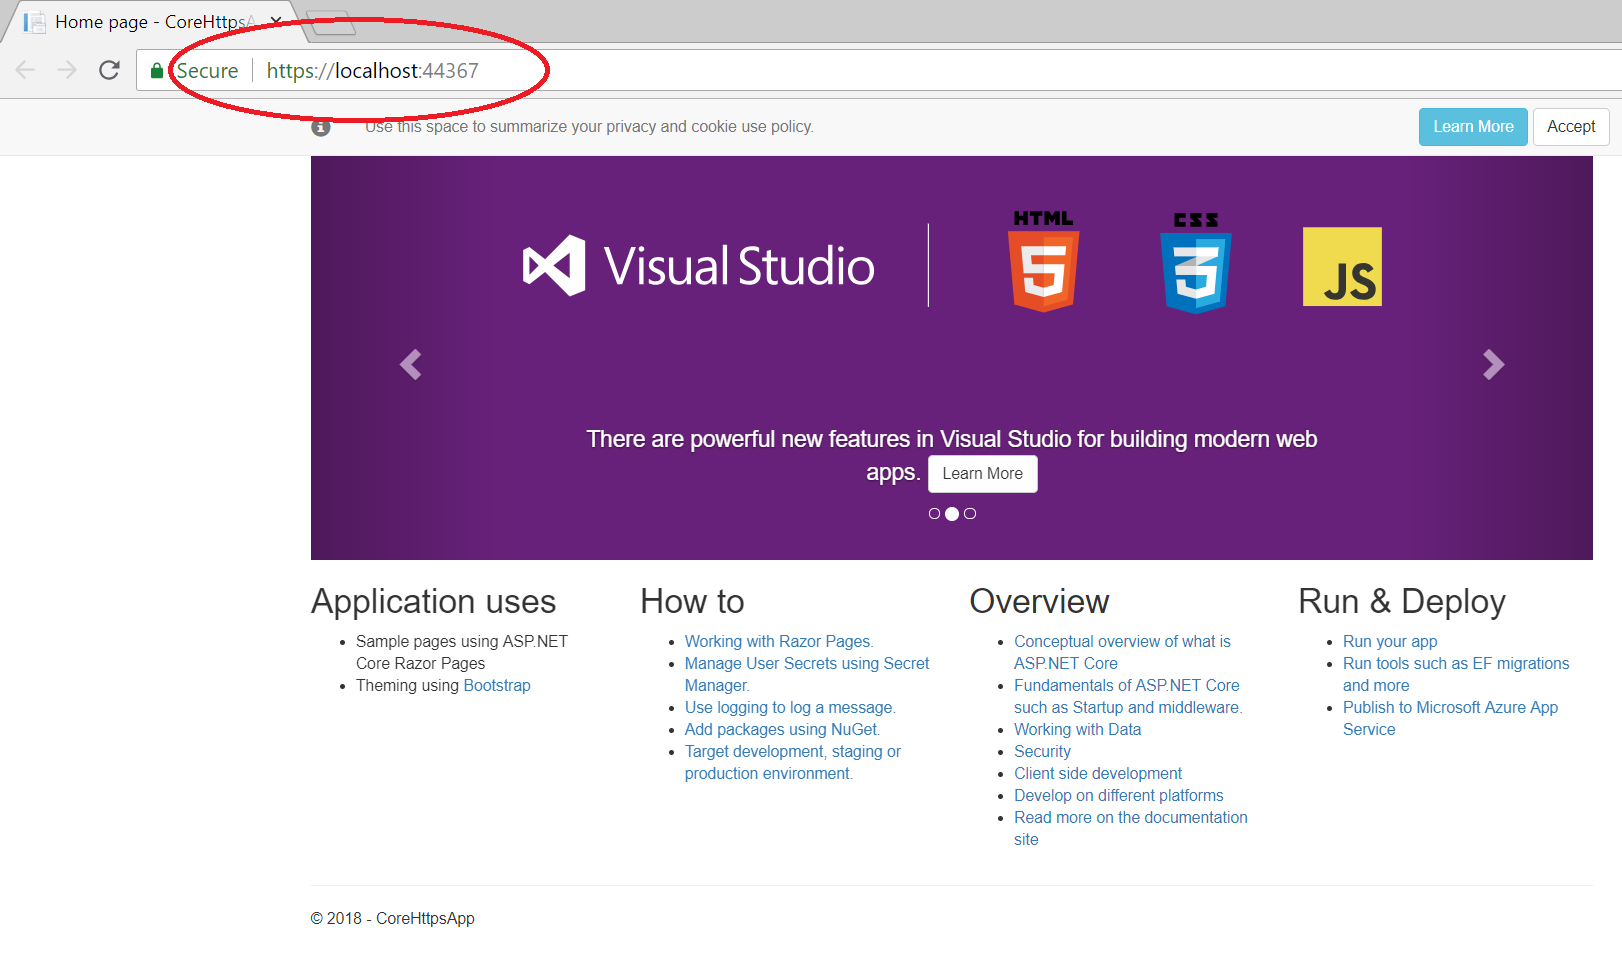 Home page - CoreHttpsA
Secure https://localhost:44367
Use this space to summarize your privacy and cookie use policy.
Learn More
Accept
Visual Studio
HTML
5
CSS
3
JS
There are powerful new features in Visual Studio for building modern web
apps. Learn More
Application uses
Sample pages using ASP.NET
Core Razor Pages
Theming using Bootstrap
How to
Working with Razor Pages.
Manage User Secrets using Secret
Manager.
Use logging to log a message.
Add packages using NuGet.
Target development, staging or
production environment.
Overview
Conceptual overview of what is
ASP.NET Core
Fundamentals of ASP.NET Core
such as Startup and middleware.
Working with Data
Security
Client side development
Develop on different platforms
Read more on the documentation
site
Run & Deploy
Run your app
Run tools such as EF migrations
and more
Publish to Microsoft Azure App
Service
© 2018 - CoreHttpsApp